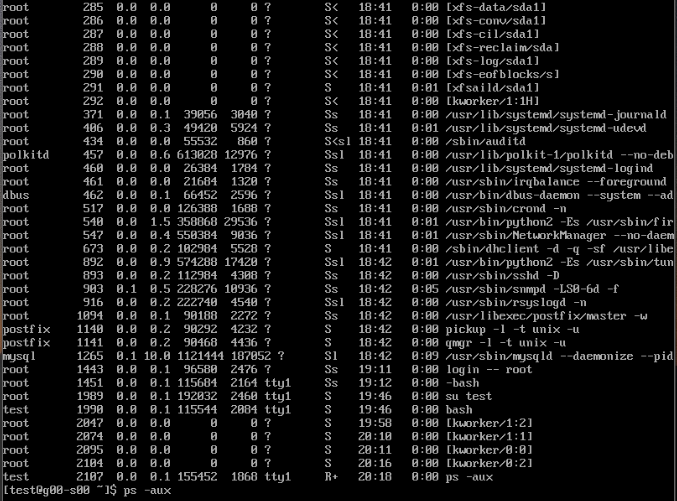 root 285 0.0 0.0 0 0 ? S< 18:41 0:00 [xfs-data/sda1]
root 286 0.0 0.0 0 0 ? S< 18:41 0:00 [xfs-conv/sda1]
root 287 0.0 0.0 0 0 ? S< 18:41 0:00 [xfs-cil/sda1]
root 288 0.0 0.0 0 0 ? S< 18:41 0:00 [xfs-reclaim/sda]
root 289 0.0 0.0 0 0 ? S< 18:41 0:00 [xfs-log/sda1]
root 290 0.0 0.0 0 0 ? S< 18:41 0:00 [xfs-eofblocks/s]
root 291 0.0 0.0 0 0 ? S 18:41 0:01 [xfsaild/sda1]
root 292 0.0 0.0 0 0 ? S< 18:41 0:00 [kworker/1:1H]
root 371 0.0 0.1 39056 3040 ? Ss 18:41 0:00 /usr/lib/systemd/systemd-journald
root 406 0.0 0.3 49420 5924 ? Ss 18:41 0:01 /usr/lib/systemd/systemd-udevd
root 434 0.0 0.0 55532 860 ? S<sl 18:41 0:00 /sbin/auditd
polkitd 457 0.0 0.6 613028 12976 ? Ssl 18:41 0:00 /usr/lib/polkit-1/polkitd --no-deb
root 460 0.0 0.0 26384 1784 ? Ss 18:41 0:00 /usr/lib/systemd/systemd-logind
root 461 0.0 0.0 21684 1320 ? Ss 18:41 0:00 /usr/sbin/irqbalance --foreground
dbus 462 0.0 0.1 66452 2596 ? Ssl 18:41 0:01 /usr/bin/dbus-daemon --system --ad
root 517 0.0 0.0 126388 1688 ? Ss 18:41 0:00 /usr/sbin/crond -n
root 540 0.0 1.5 358868 29536 ? Ssl 18:41 0:01 /usr/bin/python2 -Es /usr/sbin/fir
root 547 0.0 0.4 550384 9036 ? Ssl 18:41 0:01 /usr/sbin/NetworkManager --no-daem
root 673 0.0 0.2 102984 5528 ? S 18:42 0:00 /sbin/dhclient -d -q -sf /usr/libe
root 892 0.0 0.9 574288 17420 ? Ssl 18:42 0:01 /usr/bin/python2 -Es /usr/sbin/tun
root 893 0.0 0.2 112984 4308 ? Ss 18:42 0:00 /usr/sbin/sshd -D
root 903 0.1 0.5 228276 10936 ? Ss 18:42 0:05 /usr/sbin/snmpd -LS0-6d -f
root 916 0.0 0.2 222740 4540 ? Ssl 18:42 0:00 /usr/sbin/rsyslogd -n
root 1094 0.0 0.1 90188 2272 ? Ss 18:42 0:00 /usr/libexec/postfix/master -w
postfix 1140 0.0 0.2 90292 4232 ? S 18:42 0:00 pickup -l -t unix -u
postfix 1141 0.0 0.2 90468 4436 ? S 18:42 0:00 qmgr -l -t unix -u
mysql 1265 0.1 10.0 1121444 187052 ? Sl 18:42 0:09 /usr/sbin/mysqld --daemonize --pid
root 1443 0.0 0.1 96580 2476 ? Ss 19:11 0:00 login -- root
root 1451 0.0 0.1 115684 2164 tty1 Ss 19:12 0:00 -bash
root 1989 0.0 0.1 192032 2460 tty1 S 19:46 0:00 su test
test 1990 0.0 0.1 115544 2084 tty1 S 19:46 0:00 bash
root 2047 0.0 0.0 0 0 ? S 19:58 0:00 [kworker/1:2]
root 2074 0.0 0.0 0 0 ? S 20:10 0:00 [kworker/1:1]
root 2095 0.0 0.0 0 0 ? S 20:11 0:00 [kworker/0:0]
root 2104 0.0 0.0 0 0 ? S 20:16 0:00 [kworker/0:2]
test 2107 0.0 0.1 155452 1868 tty1 R+ 20:18 0:00 ps -aux
[test@g00-s00 ~]$ ps -aux